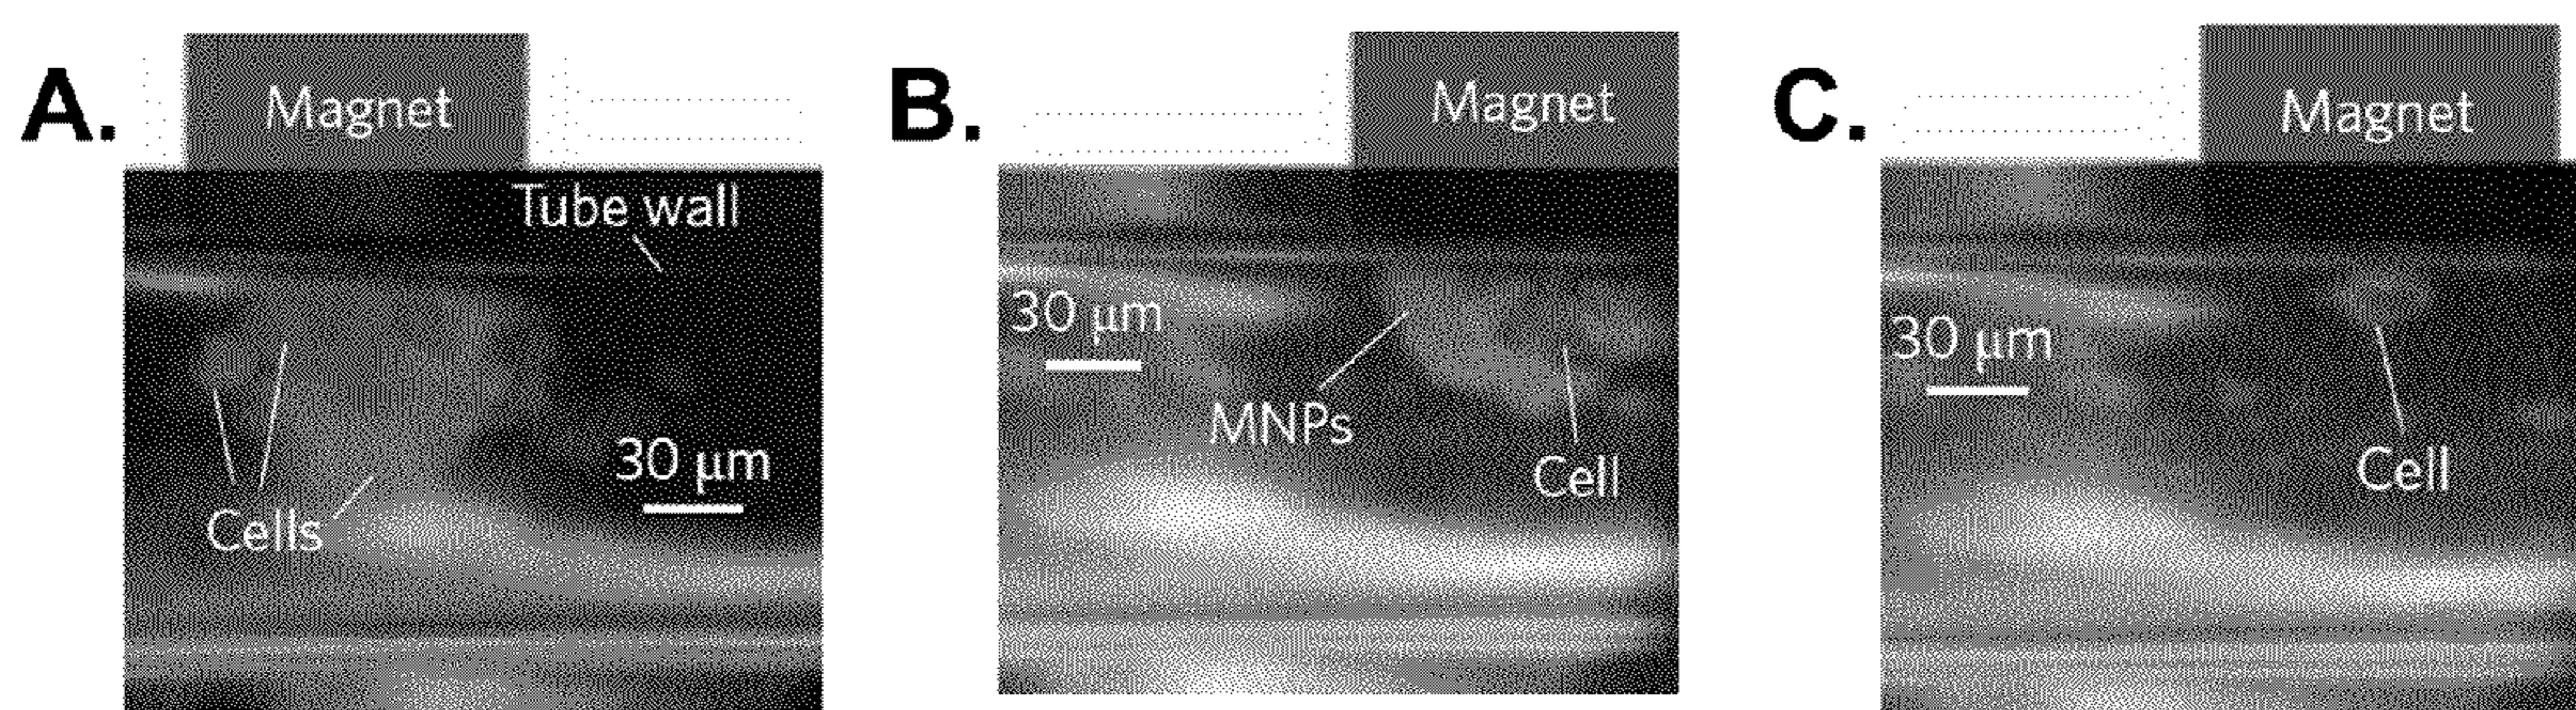 A.
Magnet
Tube wall
30 μm
Cells
B.
Magnet
30 μm
MNPs
Cell
C.
Magnet
30 μm
Cell